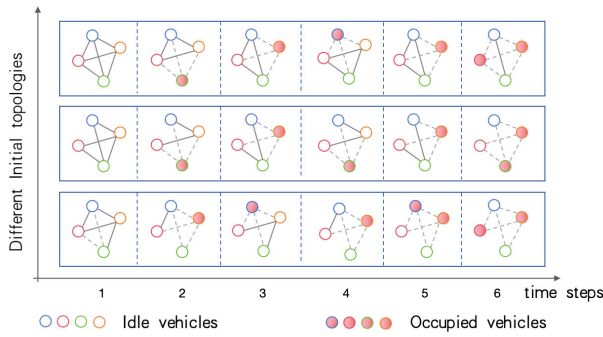 Different Initial topologies
1 2 3 4 5 6 time steps
Idle vehicles Occupied vehicles